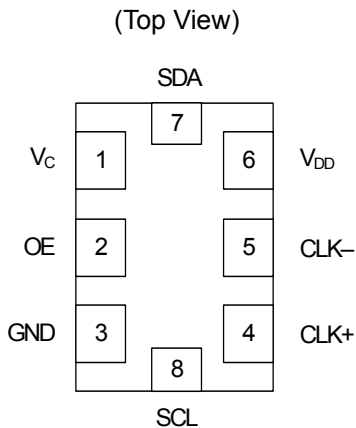 (Top View)
SDA
7
VC 1 6 VDD
OE 2 5 CLK–
GND 3 4 CLK+
8
SCL